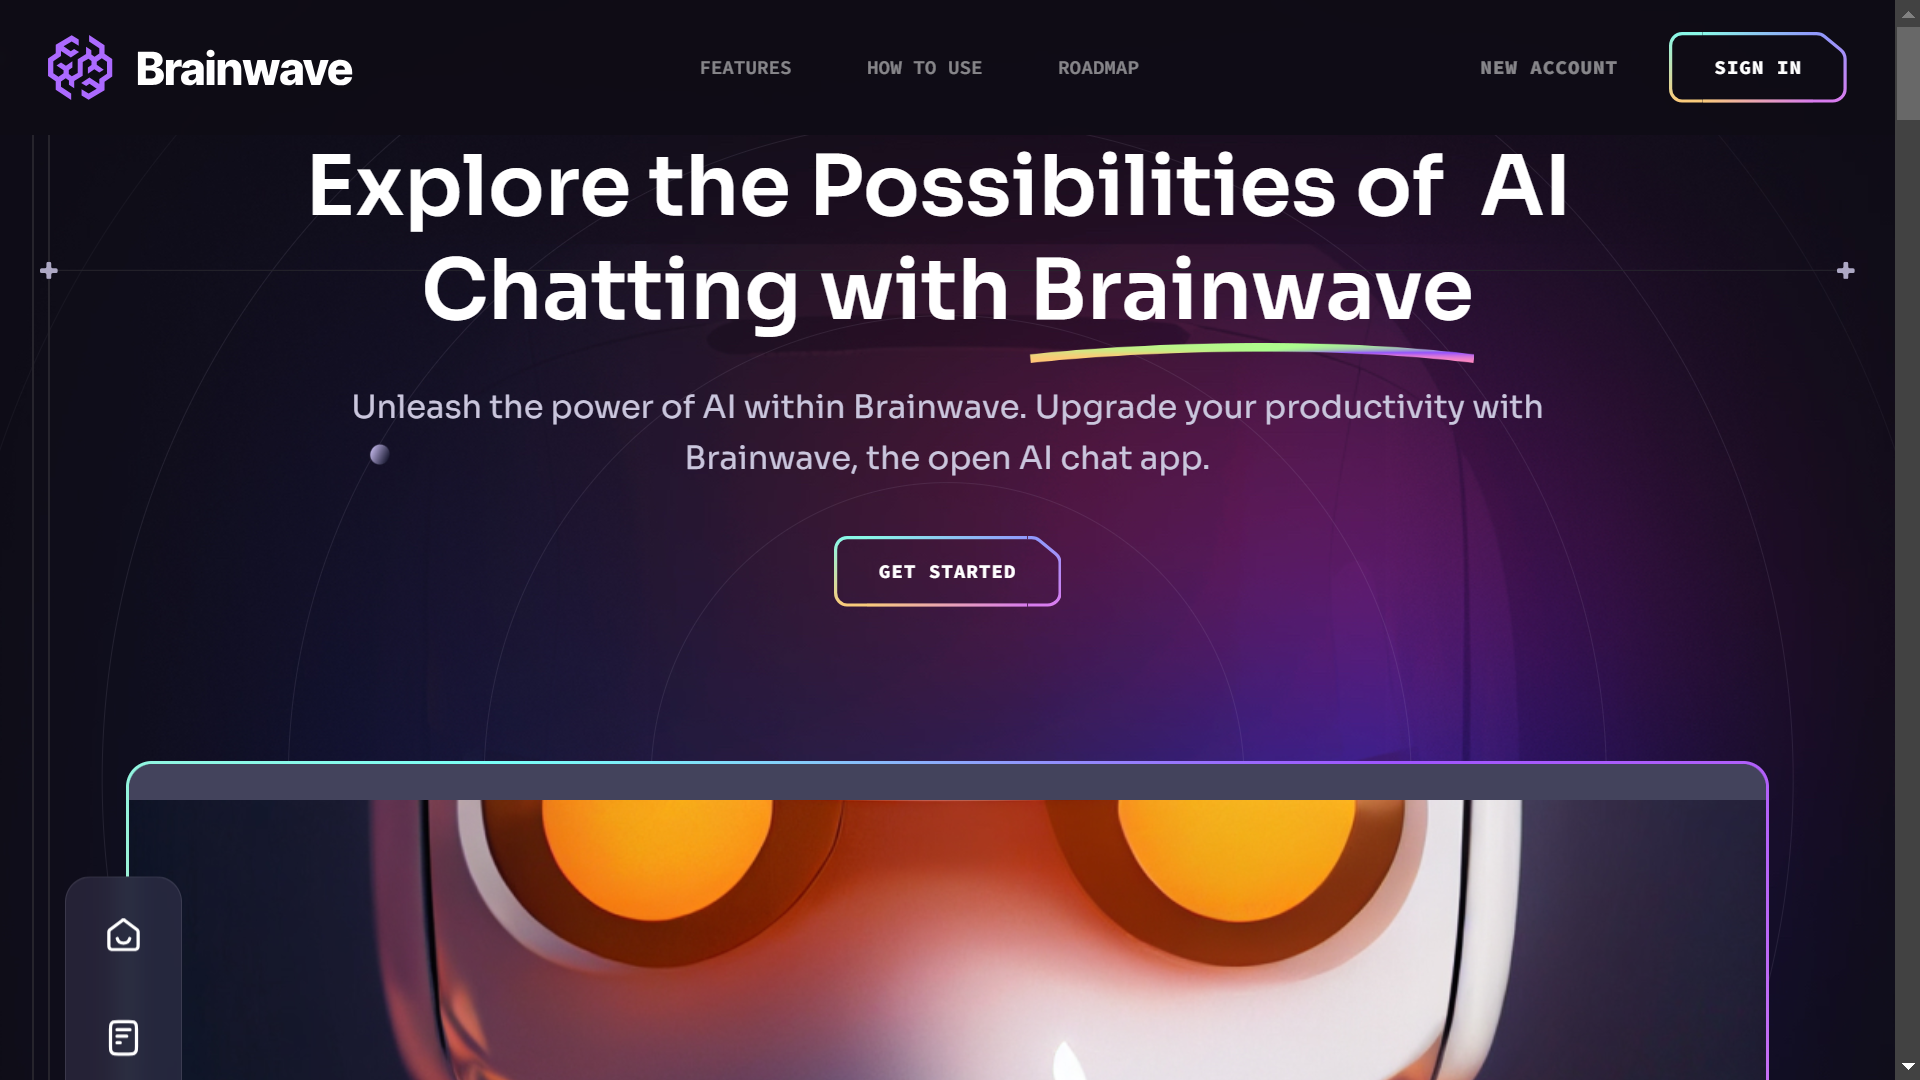 Brainwave
FEATURES
HOW TO USE
ROADMAP
NEW ACCOUNT
SIGN IN
Explore the Possibilities of AI
Chatting with Brainwave
Unleash the power of AI within Brainwave. Upgrade your productivity with
Brainwave, the open AI chat app.
GET STARTED